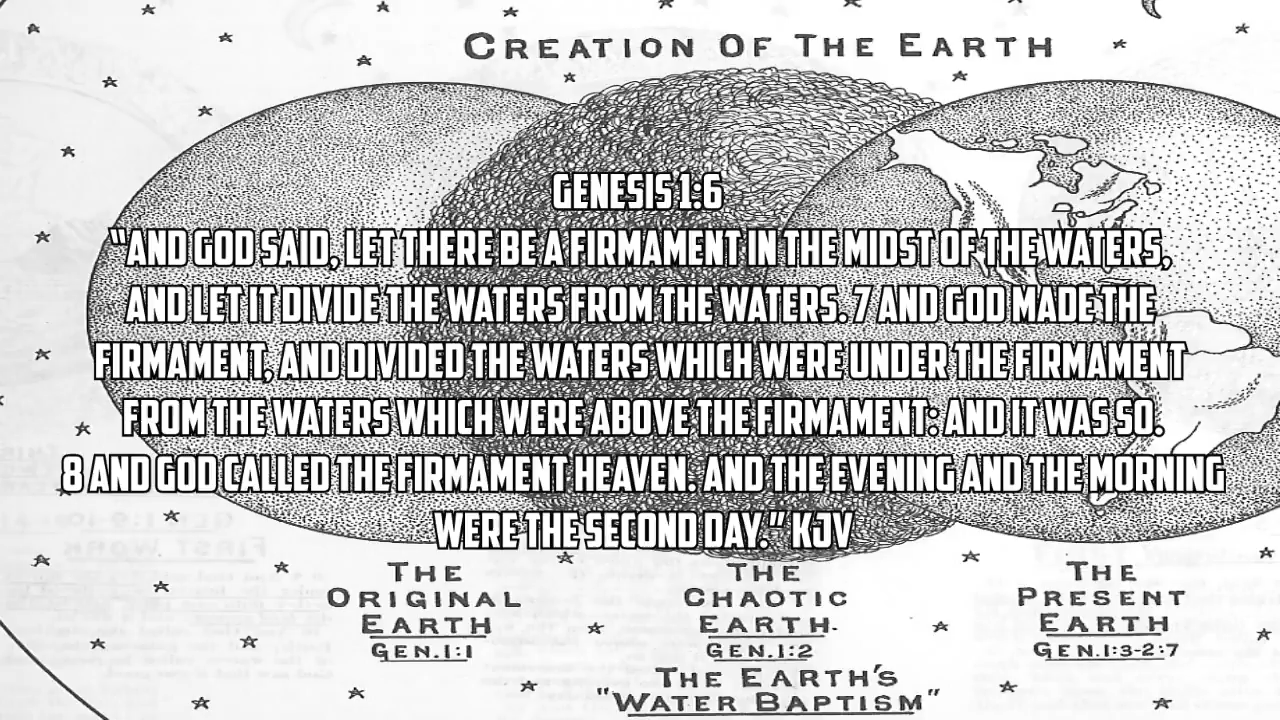 CREATION OF THE EARTH
GENESIS 1:6
"AND GOD SAID, LET THERE BE A FIRMAMENT IN THE MIDST OF THE WATERS,
AND LET IT DIVIDE THE WATERS FROM THE WATERS. 7 AND GOD MADE THE
FIRMAMENT, AND DIVIDED THE WATERS WHICH WERE UNDER THE FIRMAMENT
FROM THE WATERS WHICH WERE ABOVE THE FIRMAMENT: AND IT WAS SO.
8 AND GOD CALLED THE FIRMAMENT HEAVEN. AND THE EVENING AND THE MORNING
WERE THE SECOND DAY." KJV
THE
ORIGINAL
EARTH
GEN.1:1
THE
CHAOTIC
EARTH.
GEN.1:2
THE EARTH'S
"WATER BAPTISM"
THE
PRESENT
EARTH
GEN.1:3-2:7